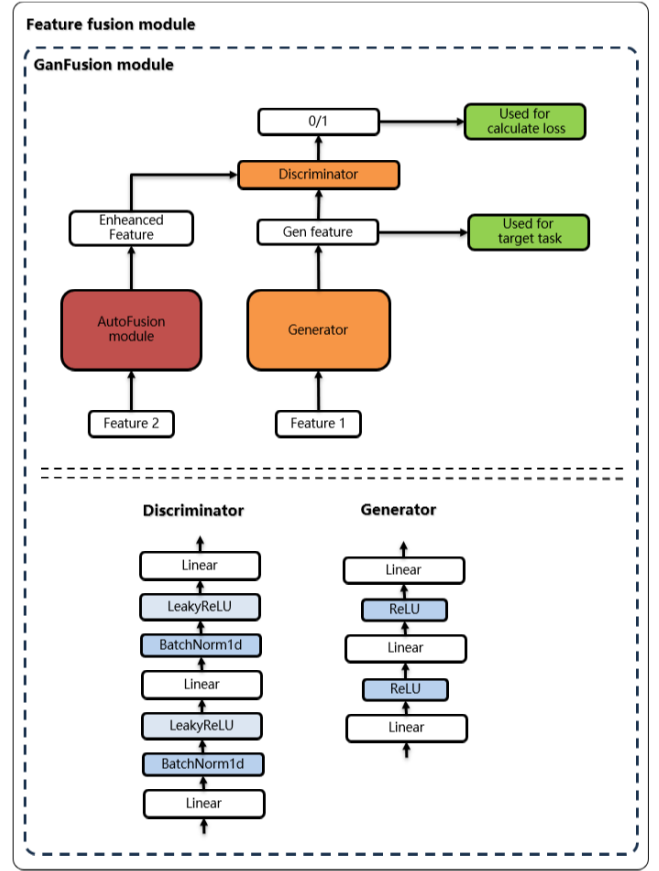 Feature fusion module
GanFusion module
0/1
Used for
calculate loss
Discriminator
Enheanced
Feature
Gen feature
Used for
target task
AutoFusion
module
Generator
Feature 2
Feature 1
Discriminator
Generator
Linear
LeakyReLU
BatchNorm1d
Linear
LeakyReLU
BatchNorm1d
Linear
Linear
ReLU
Linear
ReLU
Linear